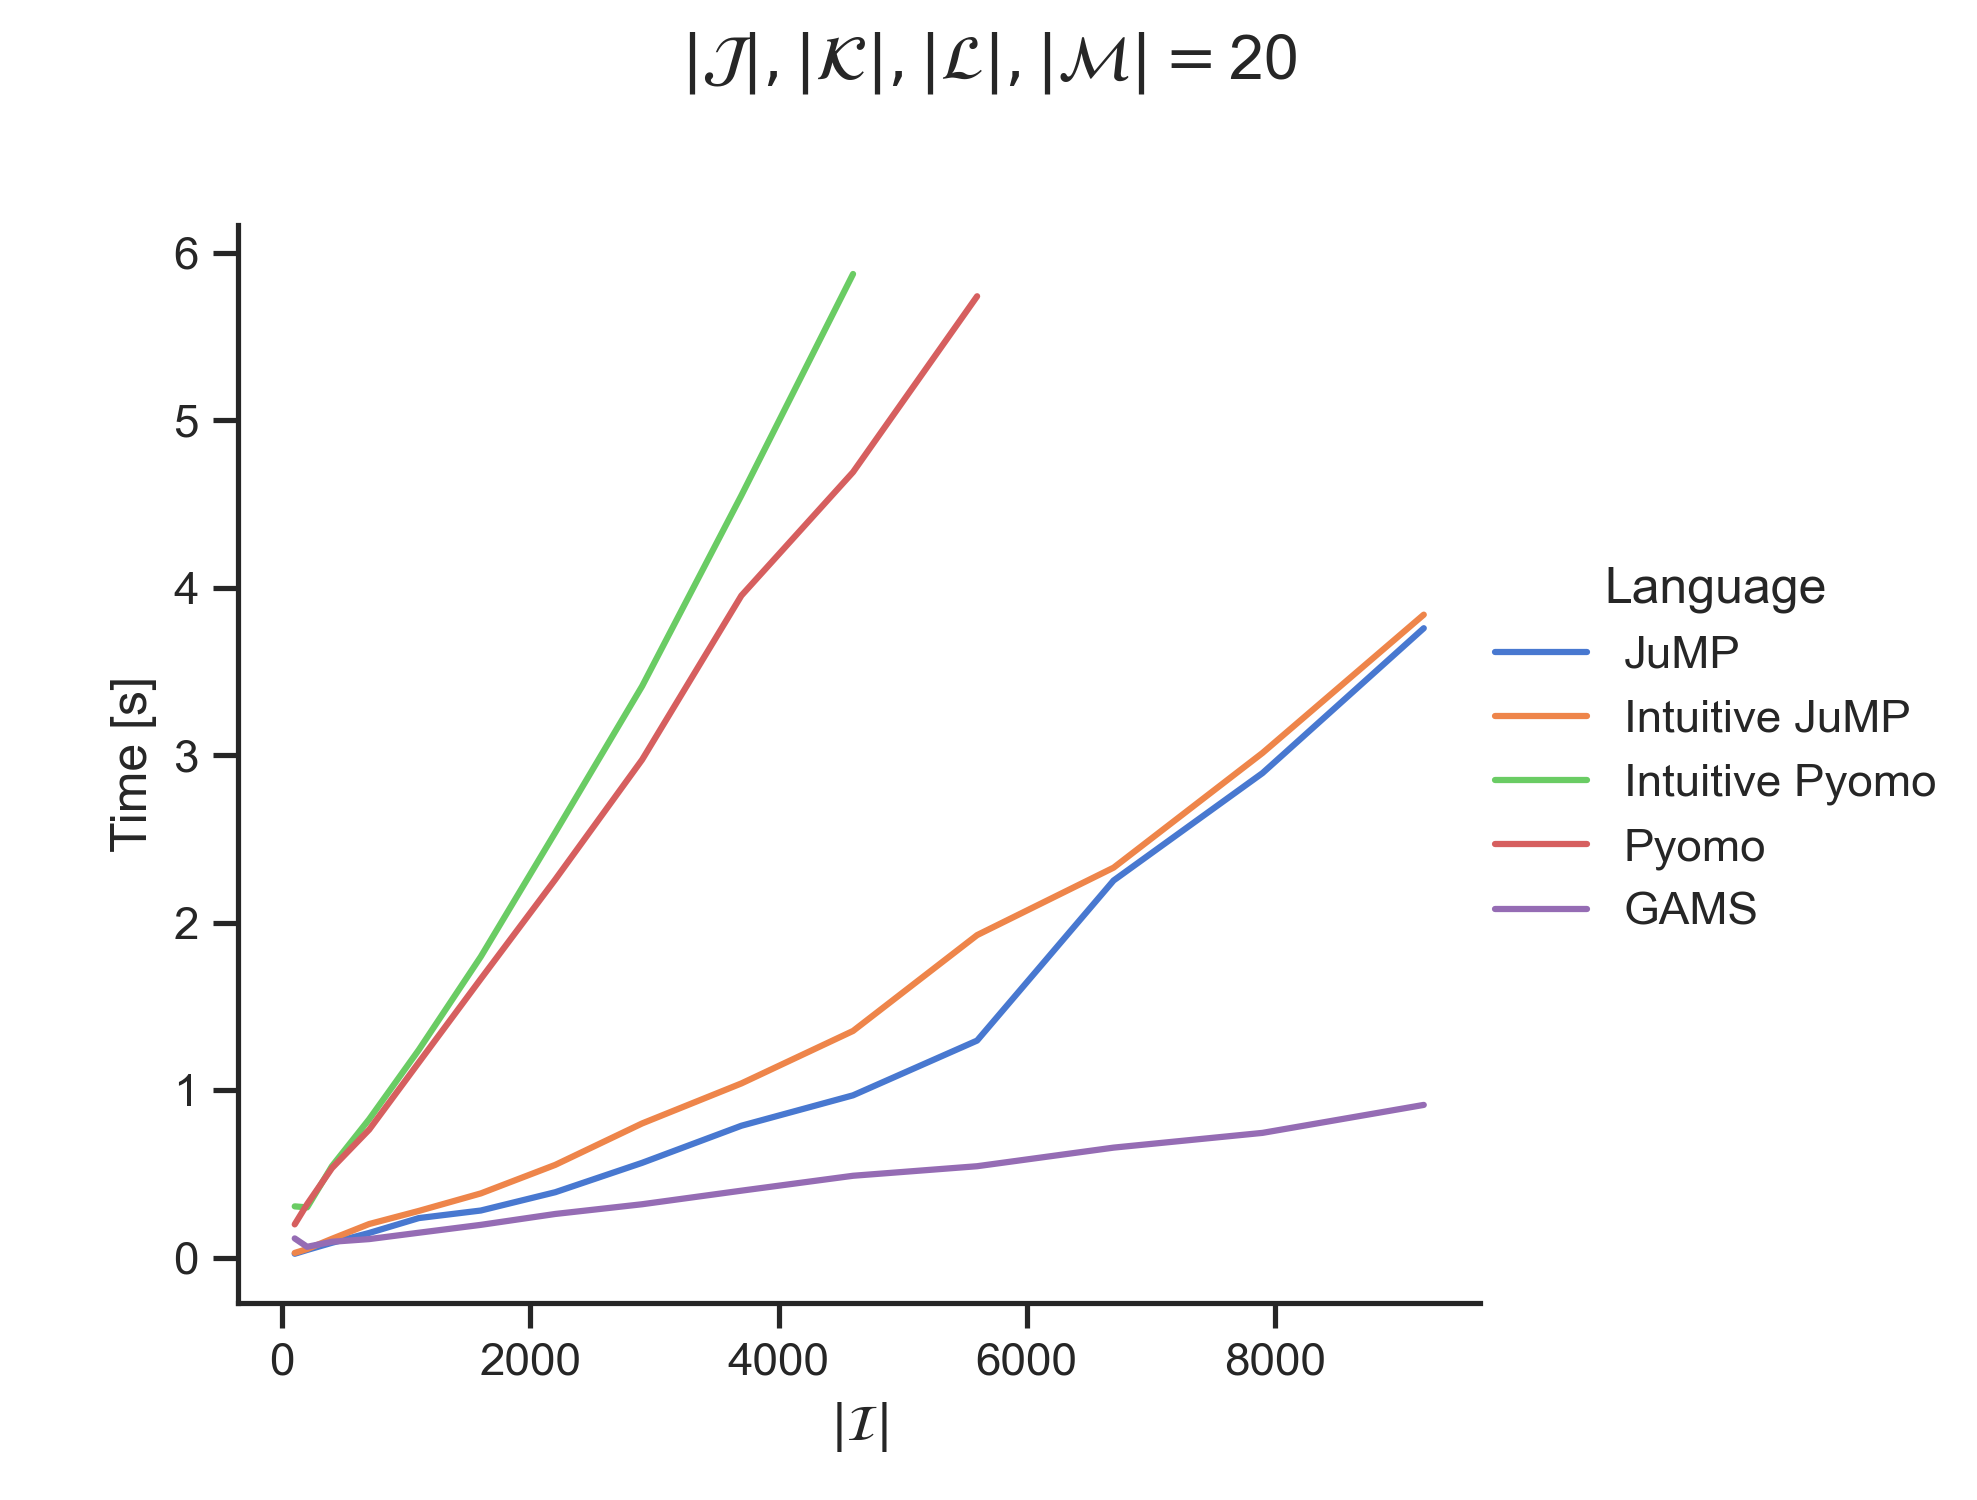 |𝒥|, |𝒦|, |ℒ|, |ℳ| = 20
6
5
4
3
2
1
0
Time [s]
0 2000 4000 6000 8000
|ℐ|
Language
JuMP
Intuitive JuMP
Intuitive Pyomo
Pyomo
GAMS